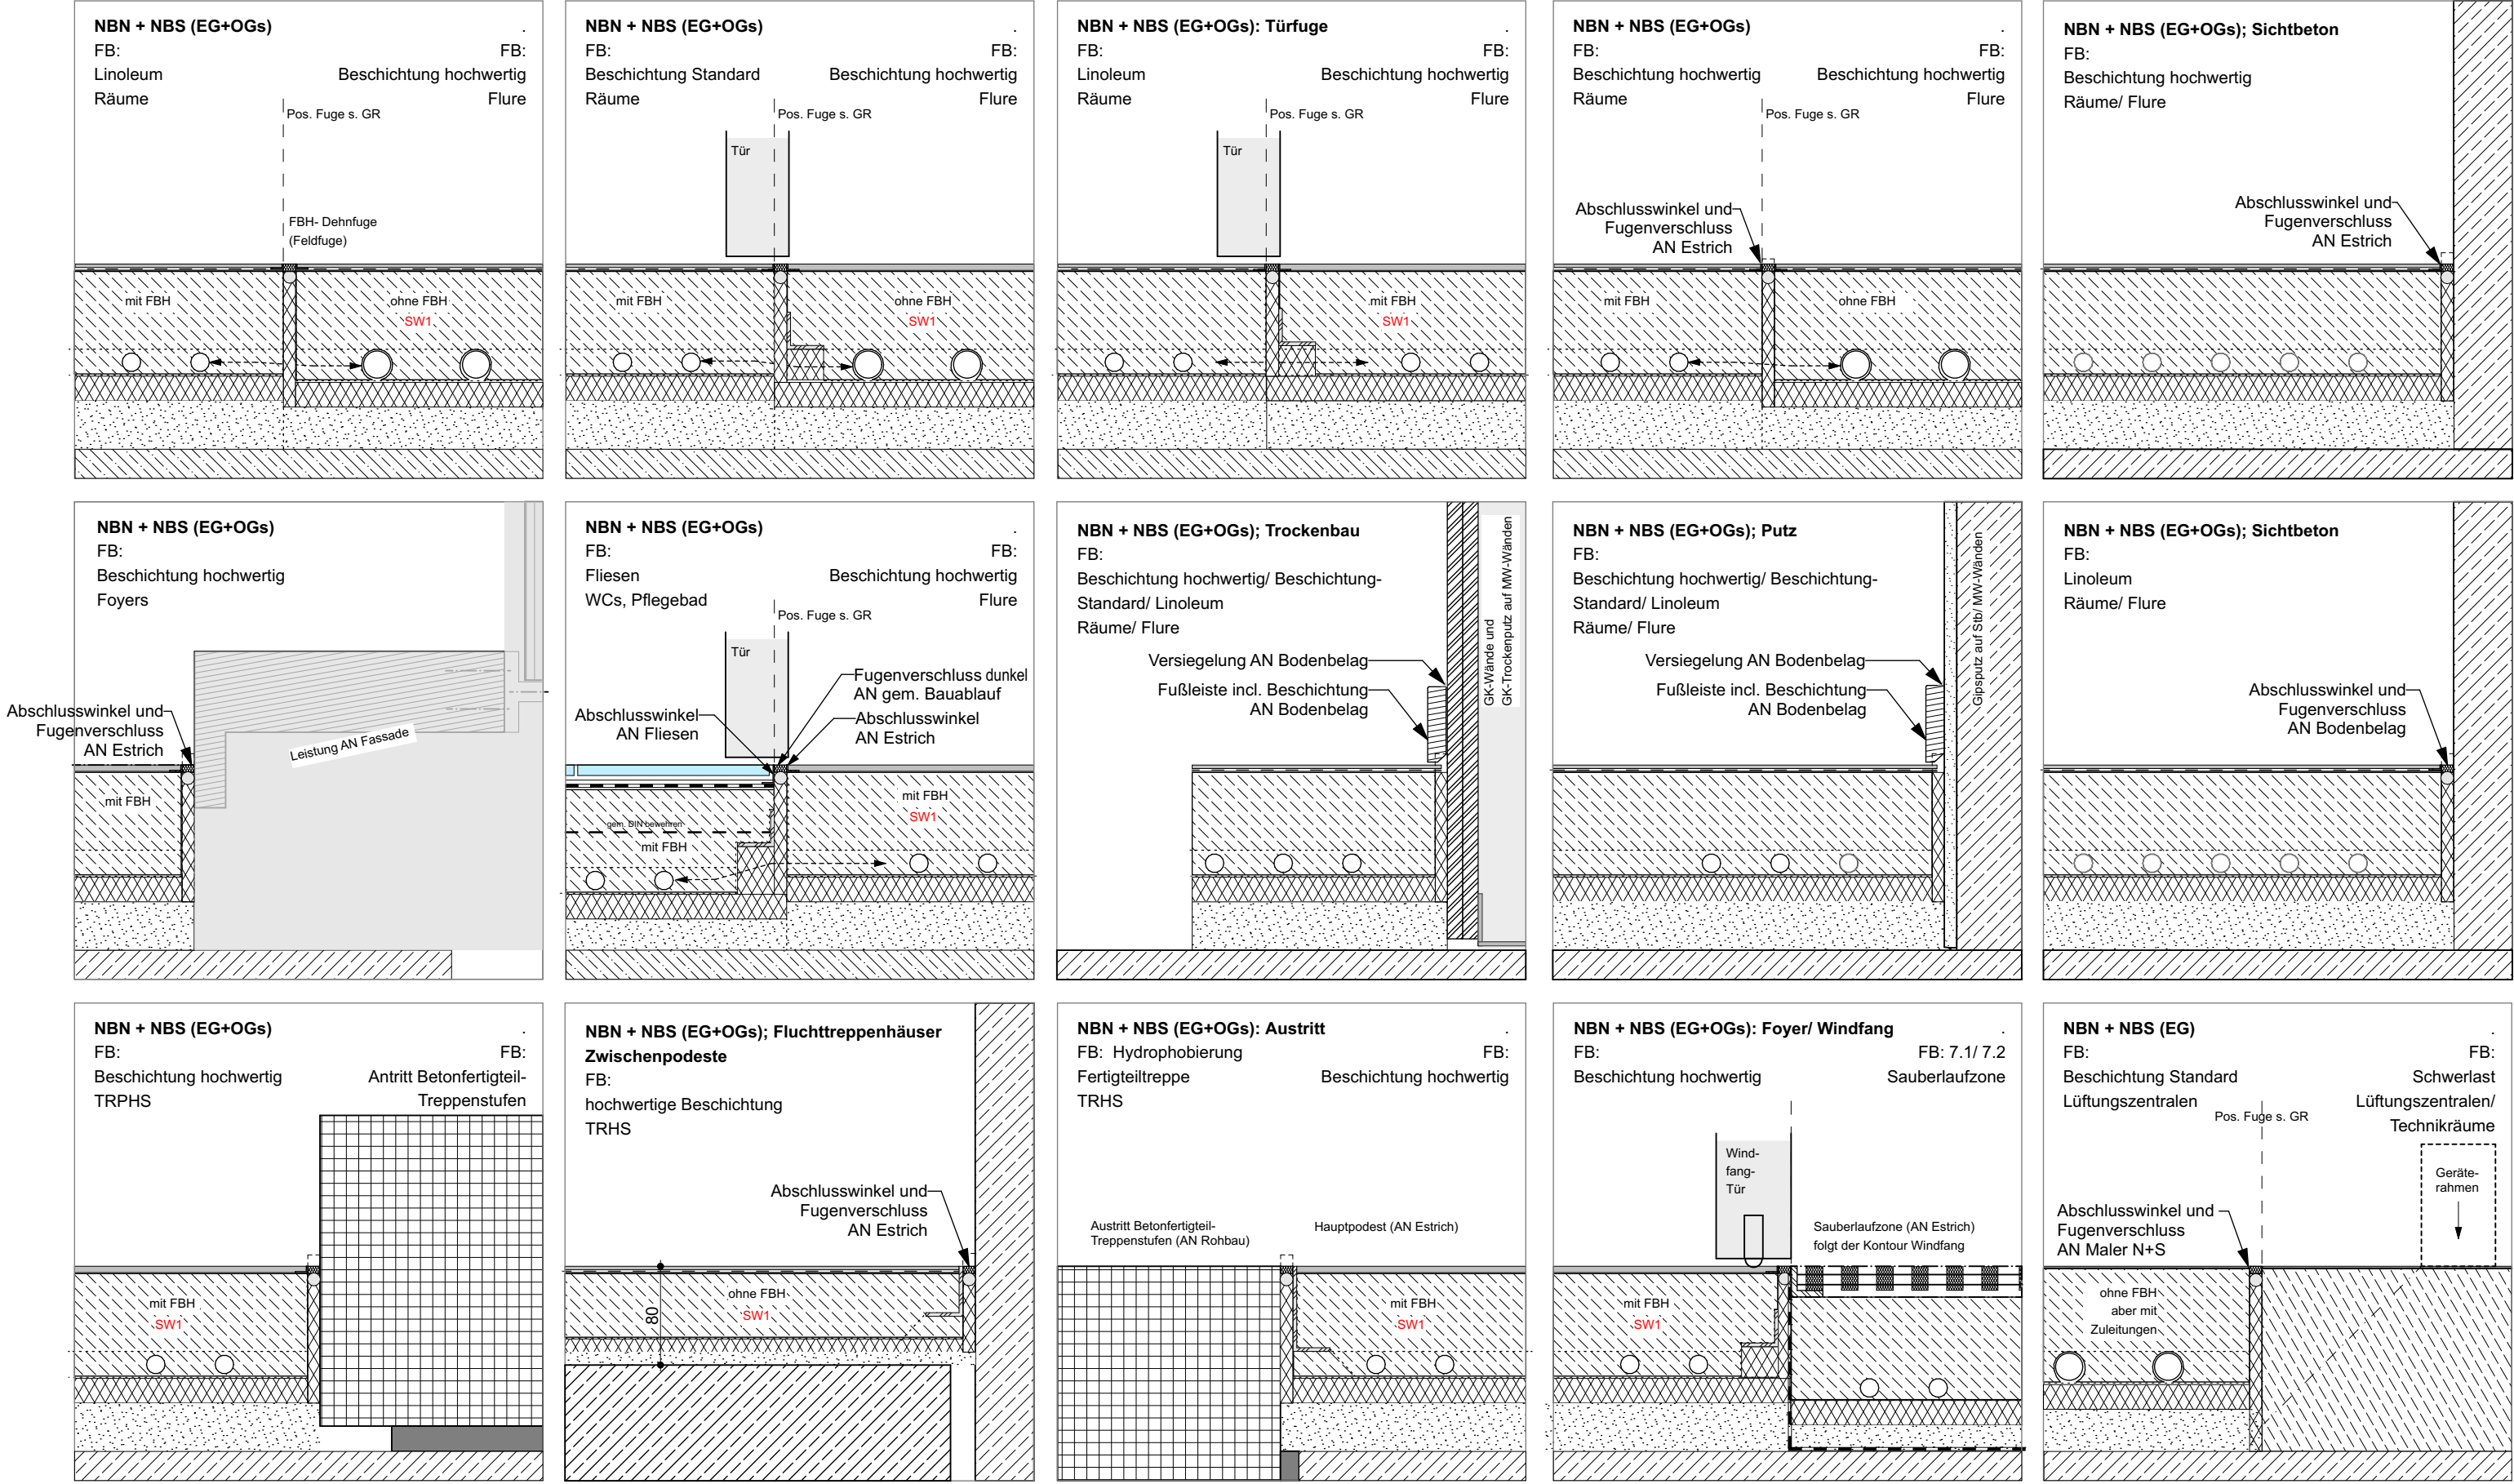 NBN + NBS (EG+OGs)
.
FB:
FB:
Linoleum
Beschichtung hochwertig
Räume
Flure
Pos. Fuge s. GR
FBH- Dehnfuge
(Feldfuge)
mit FBH
ohne FBH
SW1
NBN + NBS (EG+OGs)
.
FB:
FB:
Beschichtung Standard
Beschichtung hochwertig
Räume
Flure
Pos. Fuge s. GR
Tür
mit FBH
ohne FBH
SW1
NBN + NBS (EG+OGs): Türfuge
.
FB:
FB:
Linoleum
Beschichtung hochwertig
Räume
Flure
Pos. Fuge s. GR
Tür
mit FBH
SW1
NBN + NBS (EG+OGs)
.
FB:
FB:
Beschichtung hochwertig
Beschichtung hochwertig
Räume
Flure
Pos. Fuge s. GR
Abschlusswinkel und
Fugenverschluss
AN Estrich
mit FBH
ohne FBH
NBN + NBS (EG+OGs); Sichtbeton
FB:
Beschichtung hochwertig
Räume/ Flure
Abschlusswinkel und
Fugenverschluss
AN Estrich
NBN + NBS (EG+OGs)
FB:
Beschichtung hochwertig
Foyers
Abschlusswinkel und
Fugenverschluss
AN Estrich
Leistung AN Fassade
mit FBH
NBN + NBS (EG+OGs)
.
FB:
FB:
Fliesen
Beschichtung hochwertig
WCs, Pflegebad
Flure
Pos. Fuge s. GR
Tür
Fugenverschluss dunkel
AN gem. Bauablauf
Abschlusswinkel
AN Fliesen
Abschlusswinkel
AN Estrich
gem. DIN bewehren
mit FBH
mit FBH
SW1
NBN + NBS (EG+OGs); Trockenbau
FB:
Beschichtung hochwertig/ Beschichtung-
Standard/ Linoleum
Räume/ Flure
Versiegelung AN Bodenbelag
Fußleiste incl. Beschichtung
AN Bodenbelag
GK-Wände und
GK-Trockenputz auf MW-Wänden
NBN + NBS (EG+OGs); Putz
FB:
Beschichtung hochwertig/ Beschichtung-
Standard/ Linoleum
Räume/ Flure
Versiegelung AN Bodenbelag
Fußleiste incl. Beschichtung
AN Bodenbelag
Gipsputz auf Stb/ MW-Wänden
NBN + NBS (EG+OGs); Sichtbeton
FB:
Linoleum
Räume/ Flure
Abschlusswinkel und
Fugenverschluss
AN Bodenbelag
NBN + NBS (EG+OGs)
.
FB:
FB:
Beschichtung hochwertig
Antritt Betonfertigteil-
TRPHS
Treppenstufen
mit FBH
SW1
NBN + NBS (EG+OGs); Fluchttreppenhäuser
Zwischenpodeste
FB:
hochwertige Beschichtung
TRHS
Abschlusswinkel und
Fugenverschluss
AN Estrich
ohne FBH
SW1
80
NBN + NBS (EG+OGs): Austritt
.
FB: Hydrophobierung
FB:
Fertigteiltreppe
Beschichtung hochwertig
TRHS
Austritt Betonfertigteil-
Treppenstufen (AN Rohbau)
Hauptpodest (AN Estrich)
mit FBH
SW1
NBN + NBS (EG+OGs): Foyer/ Windfang
.
FB:
FB: 7.1/ 7.2
Beschichtung hochwertig
Sauberlaufzone
Wind-
fang-
Tür
Sauberlaufzone (AN Estrich)
folgt der Kontour Windfang
mit FBH
SW1
NBN + NBS (EG)
.
FB:
FB:
Beschichtung Standard
Schwerlast
Lüftungszentralen
Lüftungszentralen/
Technikräume
Pos. Fuge s. GR
Geräte-
rahmen
Abschlusswinkel und
Fugenverschluss
AN Maler N+S
ohne FBH
aber mit
Zuleitungen